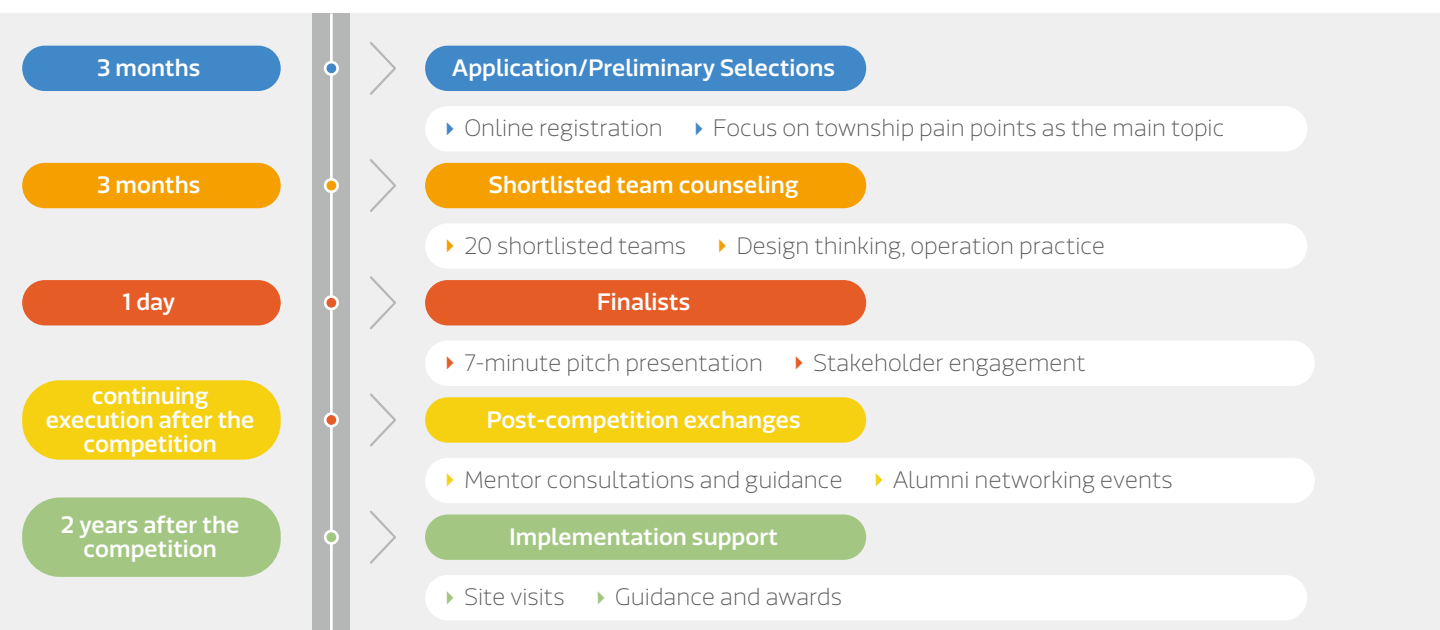 3 months
Application/Preliminary Selections
Online registration
Focus on township pain points as the main topic
3 months
Shortlisted team counseling
20 shortlisted teams
Design thinking, operation practice
1 day
Finalists
7-minute pitch presentation
Stakeholder engagement
continuing
execution after the
competition
Post-competition exchanges
Mentor consultations and guidance
Alumni networking events
2 years after the
competition
Implementation support
Site visits
Guidance and awards